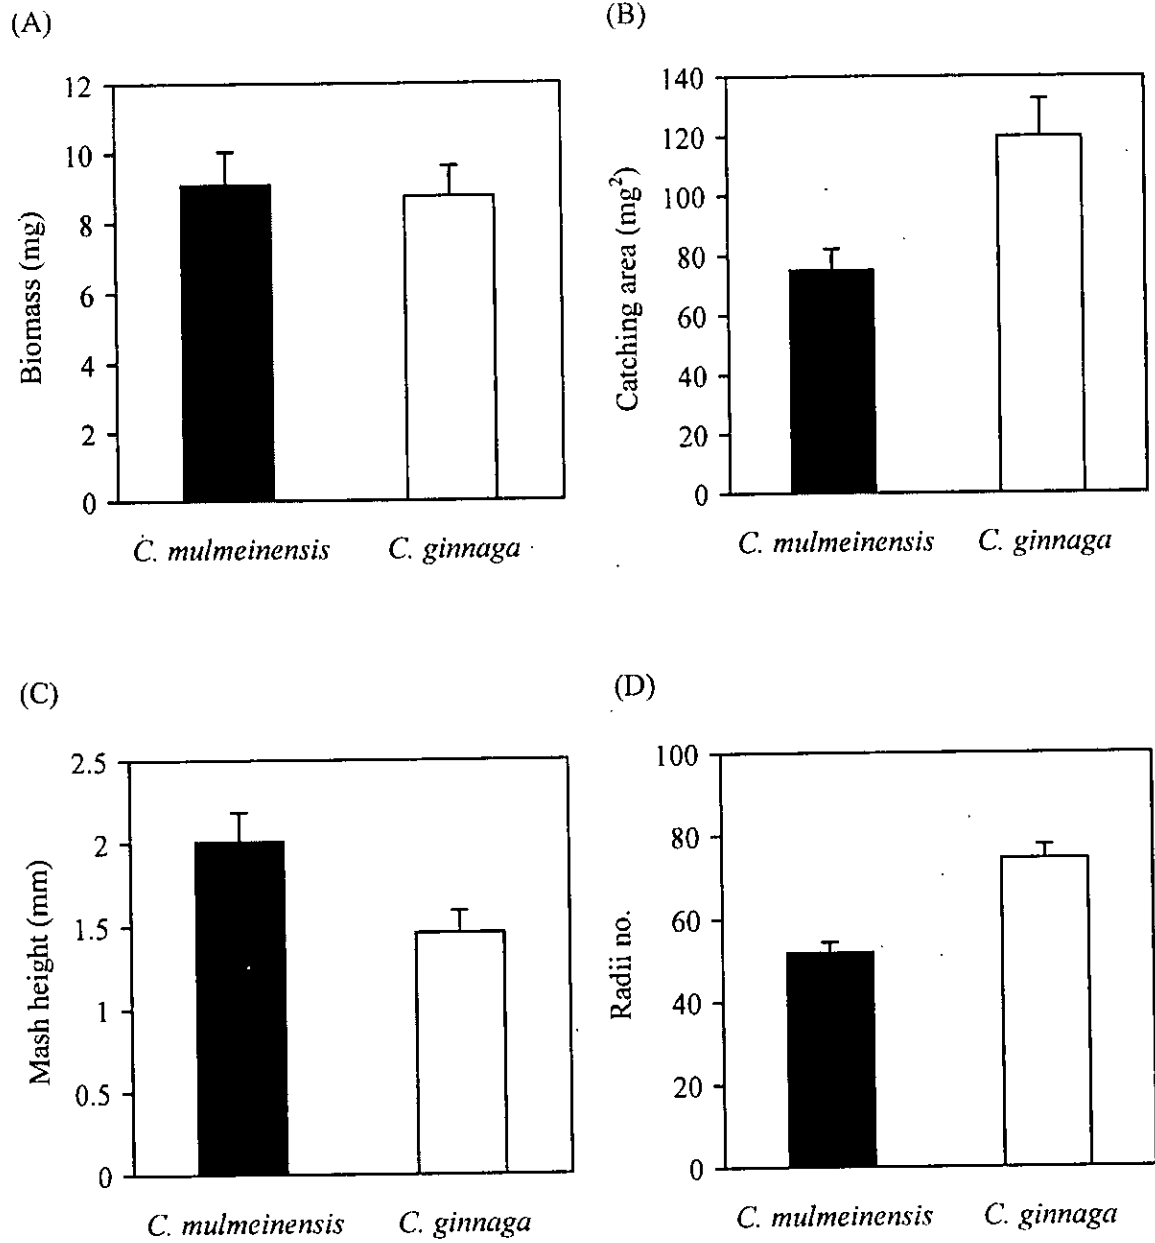 (A)
(B)
12
10
8
6
4
2
0
Biomass (mg)
C. mulmeinensis
C. ginnaga
140
120
100
80
60
40
20
0
Catching area (mg²)
C. mulmeinensis
C. ginnaga
(C)
(D)
2.5
2
1.5
1
0.5
0
Mash height (mm)
C. mulmeinensis
C. ginnaga
100
80
60
40
20
0
Radii no.
C. mulmeinensis
C. ginnaga